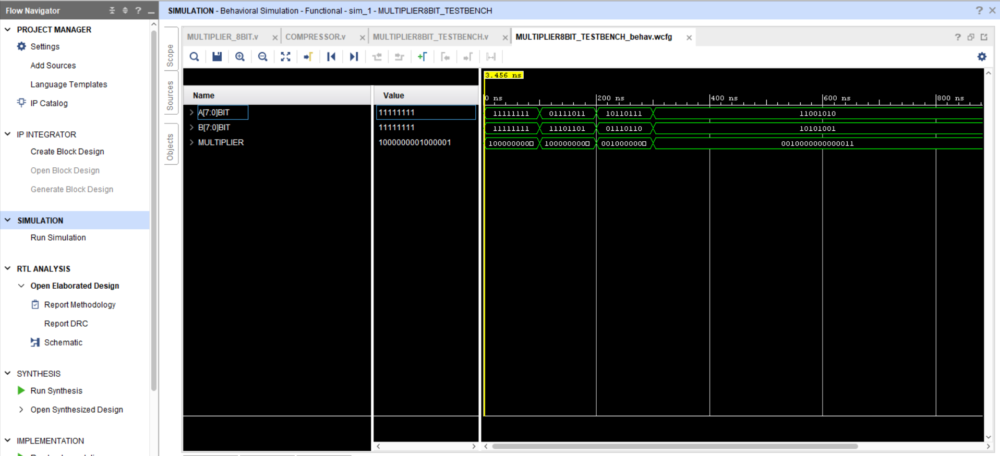 Flow Navigator
?
SIMULATION - Behavioral Simulation - Functional - sim_1 - MULTIPLIER8BIT_TESTBENCH
?
PROJECT MANAGER
Settings
Add Sources
Language Templates
IP Catalog
IP INTEGRATOR
Create Block Design
Open Block Design
Generate Block Design
SIMULATION
Run Simulation
RTL ANALYSIS
Open Elaborated Design
Report Methodology
Report DRC
Schematic
SYNTHESIS
Run Synthesis
Open Synthesized Design
IMPLEMENTATION
Scope
Sources
Objects
MULTIPLIER_8BIT.v
COMPRESSOR.v
MULTIPLIER8BIT_TESTBENCH.v
MULTIPLIER8BIT_TESTBENCH_behav.wcfg
?
3.456 ns
Name Value
0 ns 200 ns 400 ns 600 ns 800 ns
A[7:0]BIT 11111111 11111111 01111011 10110111 11001010
B[7:0]BIT 11111111 11111111 11101101 01110110 10101001
MULTIPLIER 1000000001000001 100000000 100000000 001000000 0010000000000011